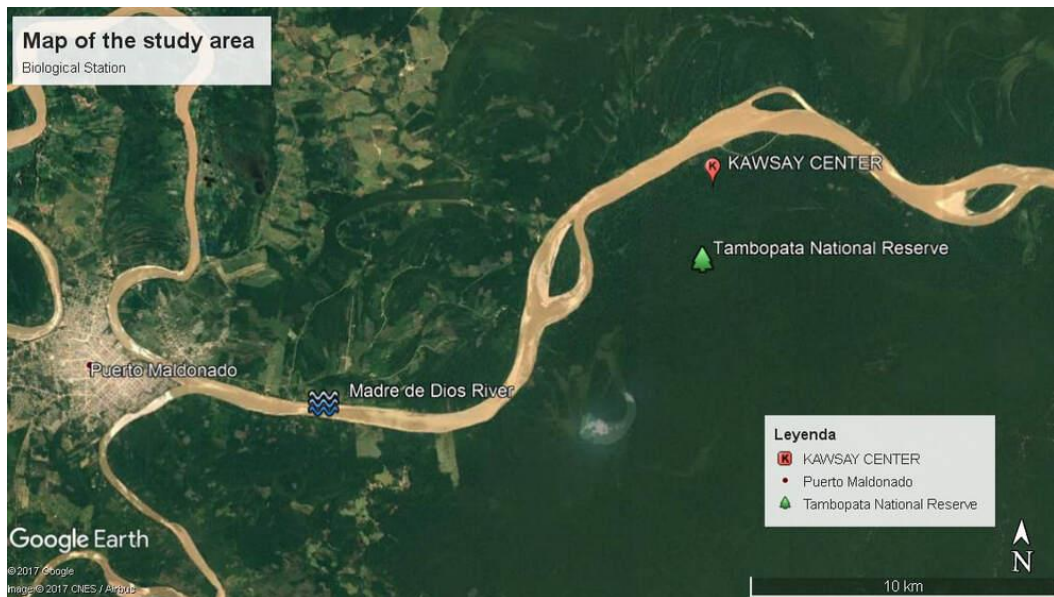 Map of the study area
Biological Station
KAWSAY CENTER
Tambopata National Reserve
Puerto Maldonado
Madre de Dios River
Leyenda
K KAWSAY CENTER
Puerto Maldonado
Tambopata National Reserve
Google Earth
© 2017 Google
Image © 2017 CNES / Airbus
N
10 km